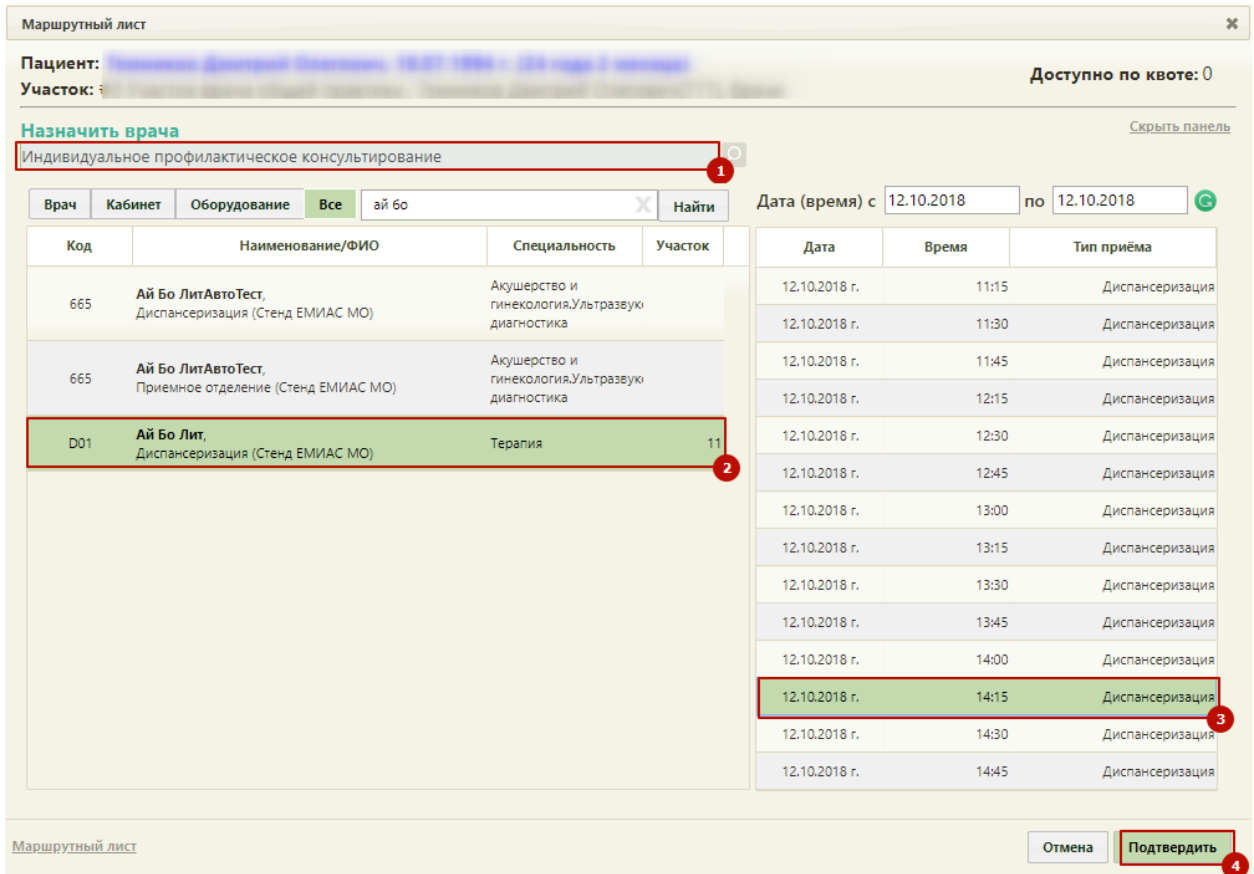 Маршрутный лист
Пациент:
Участок:
Доступно по квоте: 0
Назначить врача
Скрыть панель
Индивидуальное профилактическое консультирование
1
Врач Кабинет Оборудование Все ай бо X Найти
Дата (время) с 12.10.2018 по 12.10.2018
Код Наименование/ФИО Специальность Участок
665 Ай Бо ЛитАвтоТест,
Диспансеризация (Стенд ЕМИАС МО)
Акушерство и
гинекология.Ультразвук
диагностика
665 Ай Бо ЛитАвтоТест,
Приемное отделение (Стенд ЕМИАС МО)
Акушерство и
гинекология.Ультразвук
диагностика
D01 Ай Бо Лит,
Диспансеризация (Стенд ЕМИАС МО)
Терапия 11
2
Дата Время Тип приёма
12.10.2018 г. 11:15 Диспансеризация
12.10.2018 г. 11:30 Диспансеризация
12.10.2018 г. 11:45 Диспансеризация
12.10.2018 г. 12:15 Диспансеризация
12.10.2018 г. 12:30 Диспансеризация
12.10.2018 г. 12:45 Диспансеризация
12.10.2018 г. 13:00 Диспансеризация
12.10.2018 г. 13:15 Диспансеризация
12.10.2018 г. 13:30 Диспансеризация
12.10.2018 г. 13:45 Диспансеризация
12.10.2018 г. 14:00 Диспансеризация
12.10.2018 г. 14:15 Диспансеризация
3
12.10.2018 г. 14:30 Диспансеризация
12.10.2018 г. 14:45 Диспансеризация
Маршрутный лист
Отмена Подтвердить
4